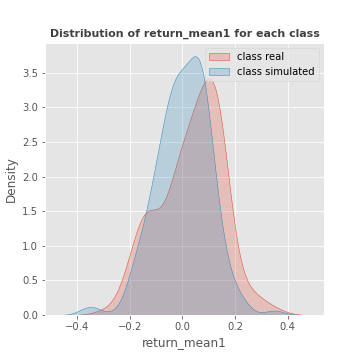 Distribution of return_mean1 for each class
class real
class simulated
Density
3.5
3.0
2.5
2.0
1.5
1.0
0.5
0.0
−0.4 −0.2 0.0 0.2 0.4
return_mean1